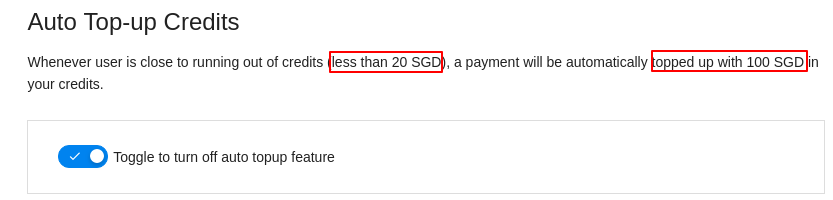 Auto Top-up Credits
Whenever user is close to running out of credits (less than 20 SGD), a payment will be automatically topped up with 100 SGD in
your credits.
Toggle to turn off auto topup feature